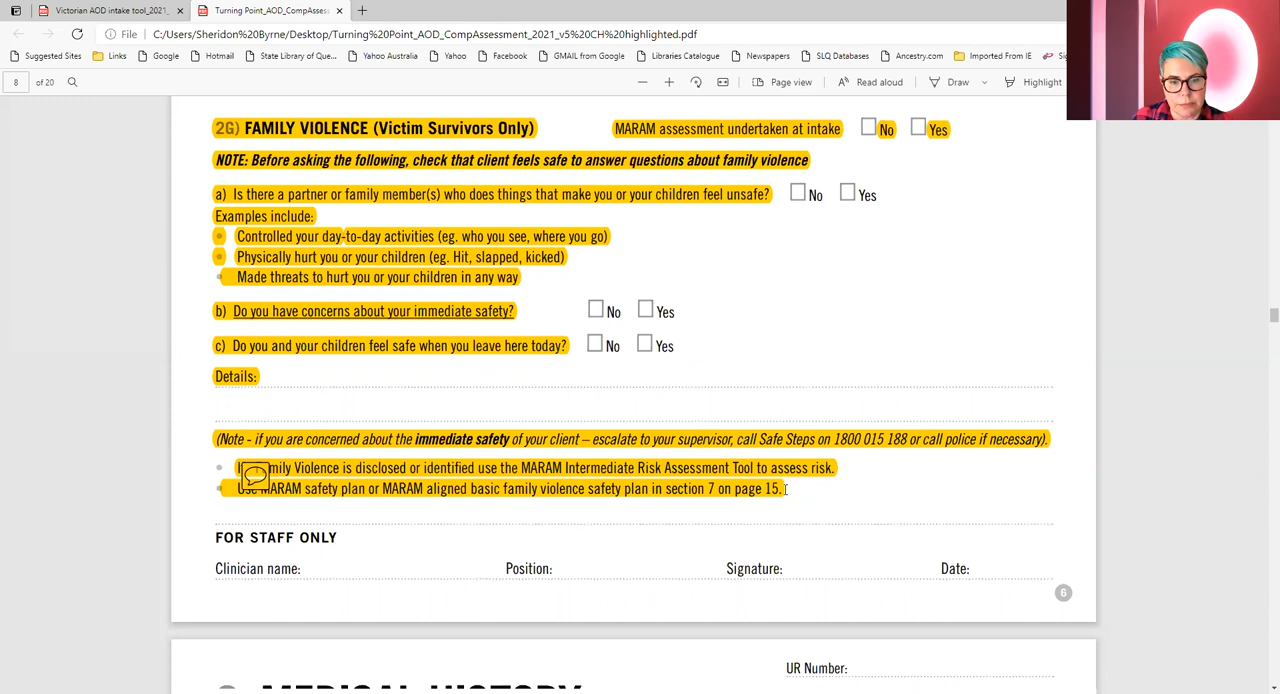 Victorian AOD intake tool_2021_
Turning Point_AOD_CompAssess
File
C:/Users/Sheridon%20Byrne/Desktop/Turning%20Point_AOD_CompAssessment_2021_v5%20CH%20highlighted.pdf
Suggested Sites
Links
Google
Hotmail
State Library of Que...
Yahoo Australia
Yahoo
Facebook
GMAIL from Google
Libraries Catalogue
Newspapers
SLQ Databases
Ancestry.com
Imported From IE
Si
8 of 20
Page view
Read aloud
Draw
Highlight
2G) FAMILY VIOLENCE (Victim Survivors Only) MARAM assessment undertaken at intake No Yes
NOTE: Before asking the following, check that client feels safe to answer questions about family violence
a) Is there a partner or family member(s) who does things that make you or your children feel unsafe? No Yes
Examples include:
• Controlled your day-to-day activities (eg. who you see, where you go)
• Physically hurt you or your children (eg. Hit, slapped, kicked)
• Made threats to hurt you or your children in any way
b) Do you have concerns about your immediate safety? No Yes
c) Do you and your children feel safe when you leave here today? No Yes
Details:
(Note - if you are concerned about the immediate safety of your client – escalate to your supervisor, call Safe Steps on 1800 015 188 or call police if necessary).
• mily Violence is disclosed or identified use the MARAM Intermediate Risk Assessment Tool to assess risk.
• Use MARAM safety plan or MARAM aligned basic family violence safety plan in section 7 on page 15.
FOR STAFF ONLY
Clinician name: Position: Signature: Date:
6
UR Number:
MEDICAL HISTORY